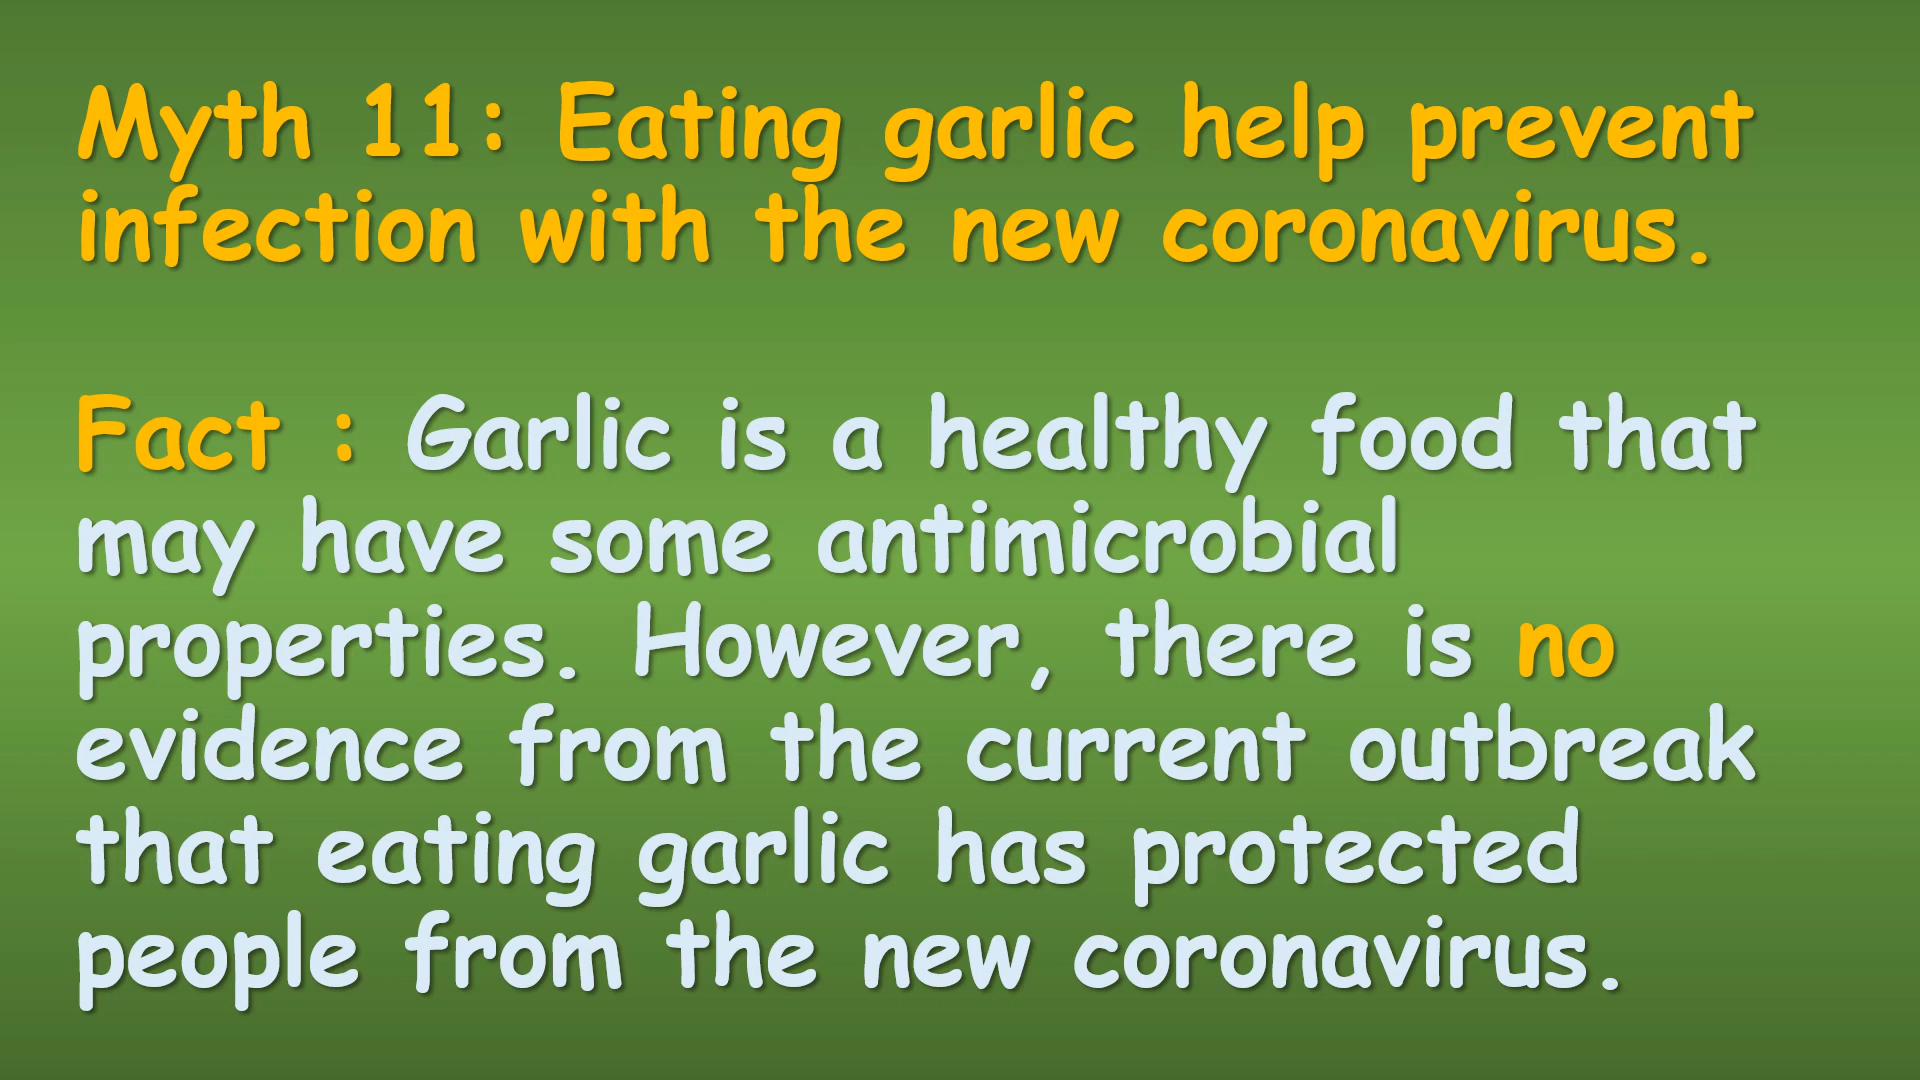 Myth 11: Eating garlic help prevent
infection with the new coronavirus.
Fact : Garlic is a healthy food that
may have some antimicrobial
properties. However, there is no
evidence from the current outbreak
that eating garlic has protected
people from the new coronavirus.